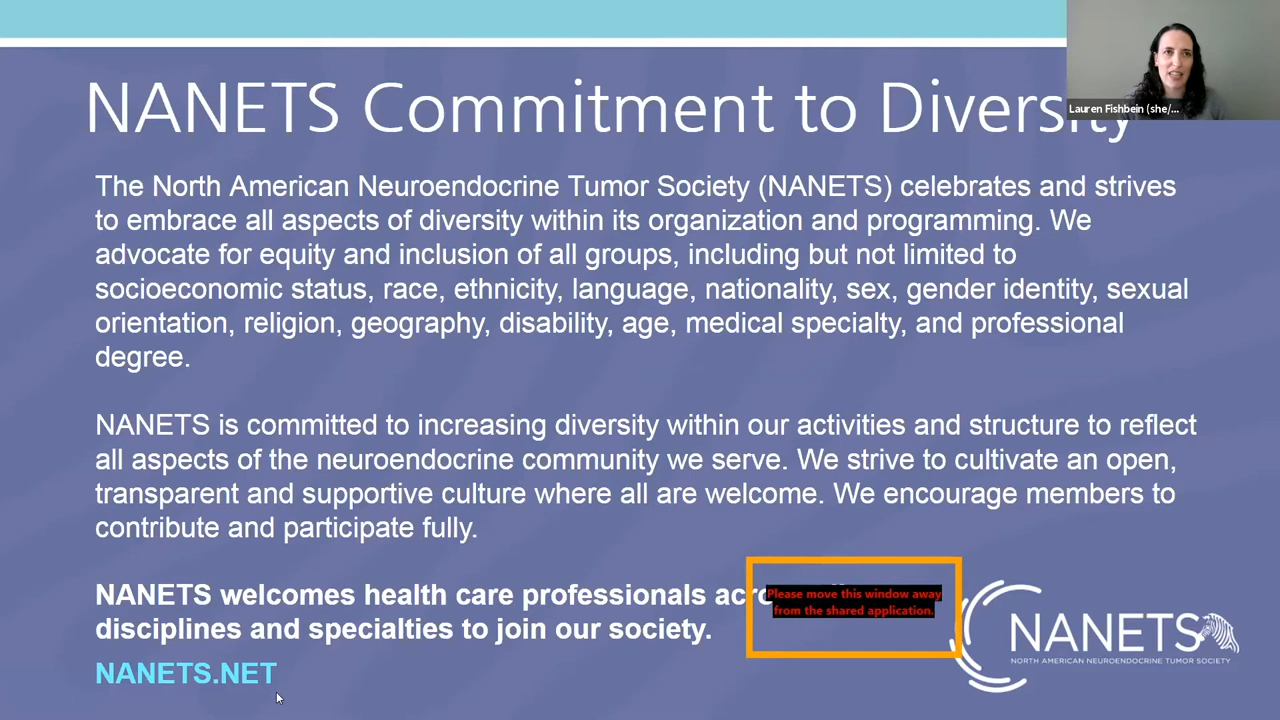 NANETS Commitment to Diversity
Lauren Fishbein (she/...
The North American Neuroendocrine Tumor Society (NANETS) celebrates and strives
to embrace all aspects of diversity within its organization and programming. We
advocate for equity and inclusion of all groups, including but not limited to
socioeconomic status, race, ethnicity, language, nationality, sex, gender identity, sexual
orientation, religion, geography, disability, age, medical specialty, and professional
degree.
NANETS is committed to increasing diversity within our activities and structure to reflect
all aspects of the neuroendocrine community we serve. We strive to cultivate an open,
transparent and supportive culture where all are welcome. We encourage members to
contribute and participate fully.
NANETS welcomes health care professionals
disciplines and specialties to join our society.
Please move this window away
from the shared application.
NANETS.NET
NANETS
NORTH AMERICAN NEUROENDOCRINE TUMOR SOCIETY